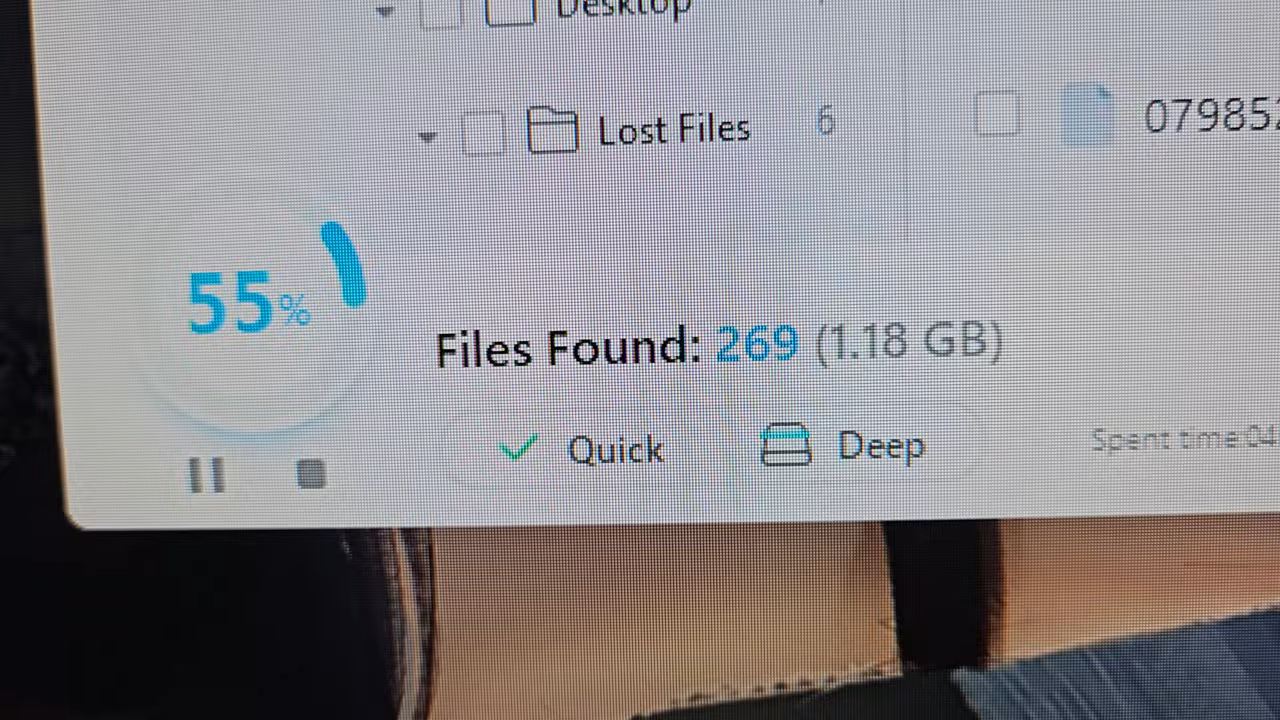 Desktop
Lost Files 6
07985
55%
Files Found: 269 (1.18 GB)
Quick
Deep
Spent time 04